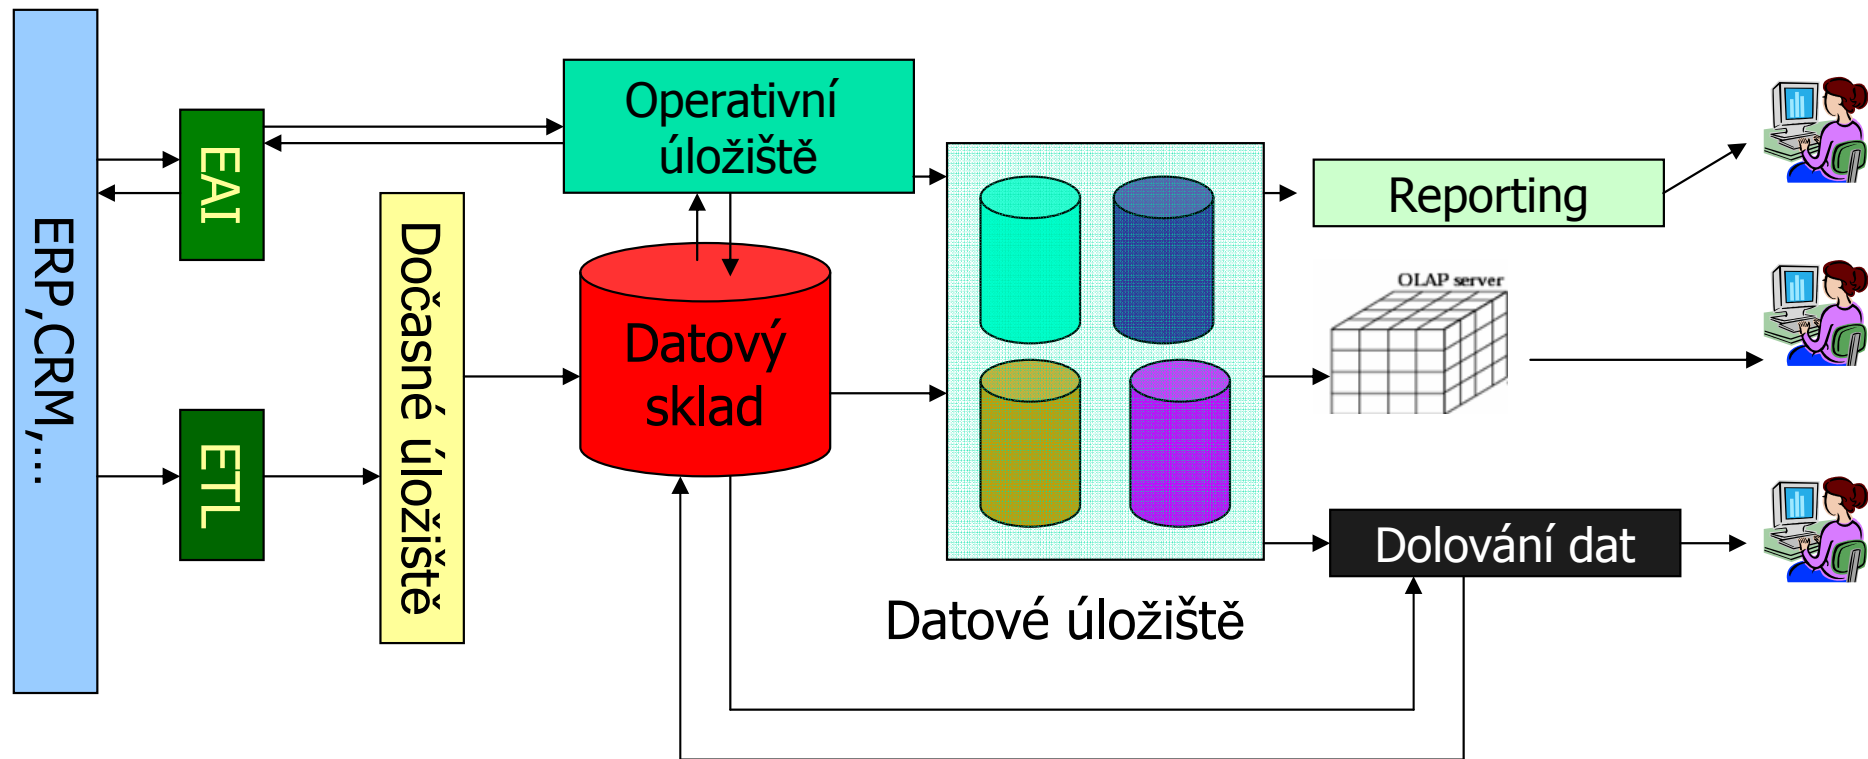 ERP,CRM,...
EAI
ETL
Dočasné úložiště
Operativní
úložiště
Datový
sklad
Datové úložiště
Reporting
OLAP server
Dolování dat